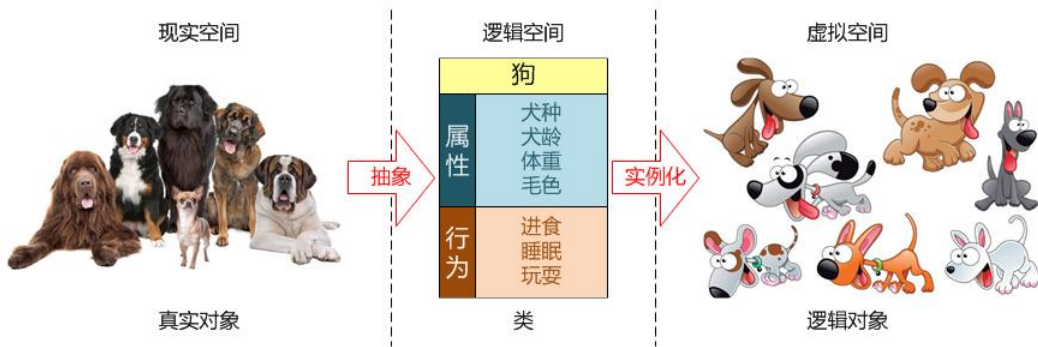 现实空间
逻辑空间
虚拟空间
狗
属性
犬种
犬龄
体重
毛色
行为
进食
睡眠
玩耍
抽象
实例化
真实对象
类
逻辑对象